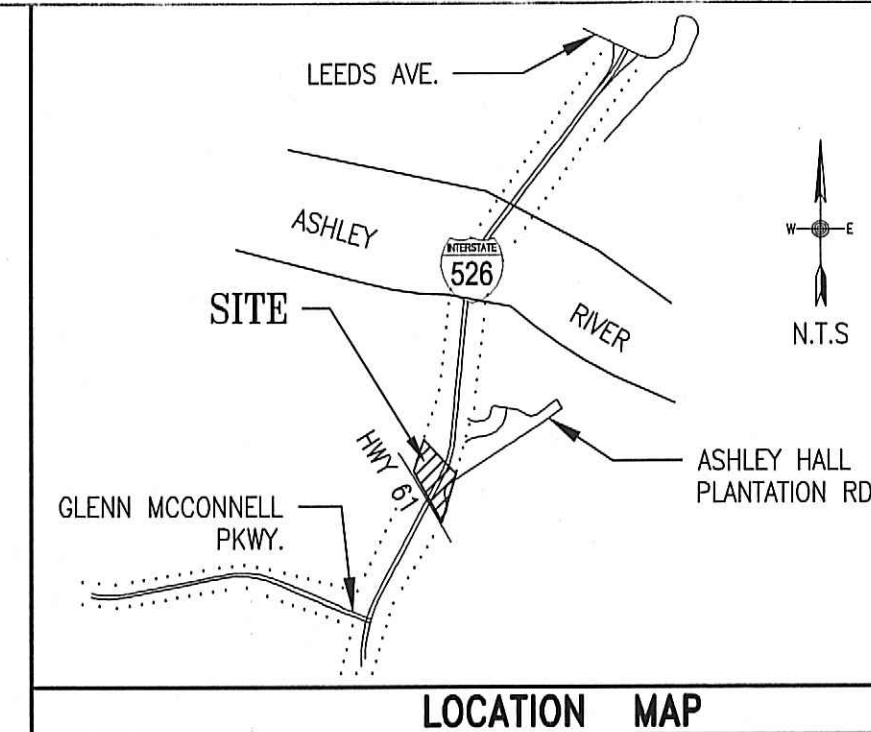 LEEDS AVE.
ASHLEY
INTERSTATE
526
W
E
SITE
RIVER
N.T.S
HWY 61
ASHLEY HALL
PLANTATION RD
GLENN MCCONNELL
PKWY.
LOCATION MAP